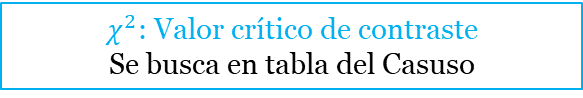 χ²: Valor crítico de contraste
Se busca en tabla del Casuso